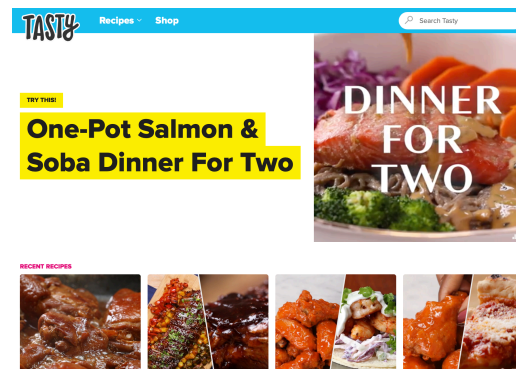 TASTY
Recipes
Shop
Search Tasty
TRY THIS!
One-Pot Salmon &
Soba Dinner For Two
DINNER
FOR
TWO
RECENT RECIPES